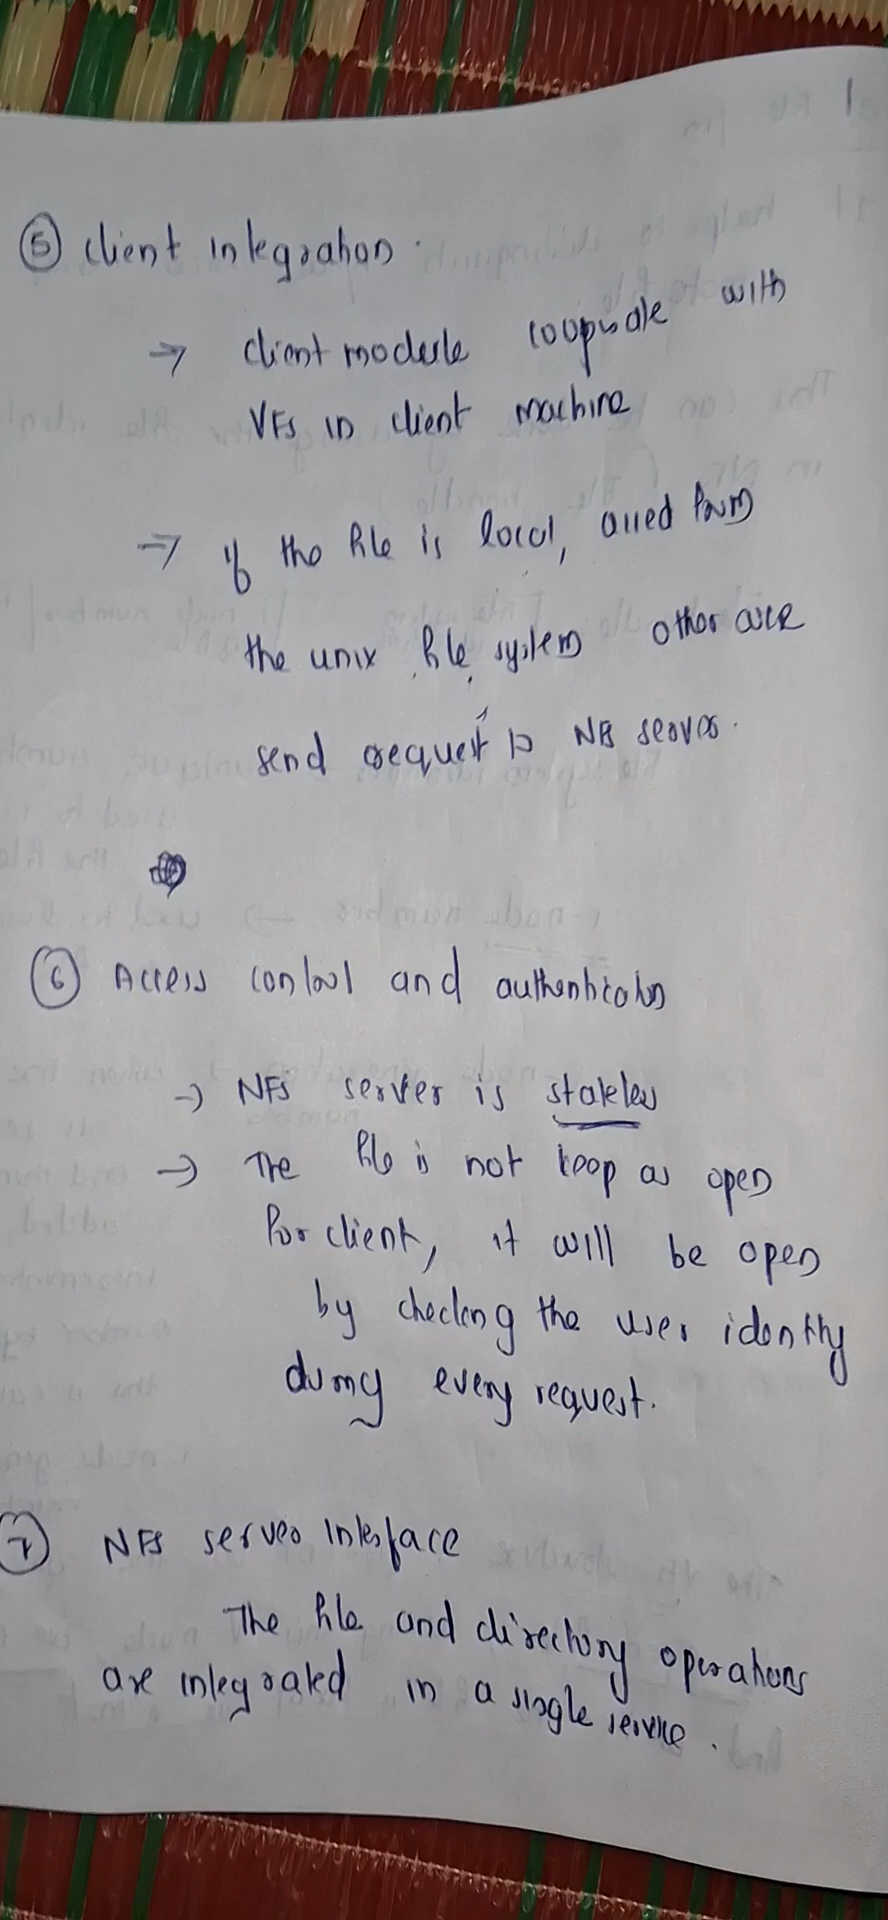 ⑤ client integration.
→ client module cooperate with
VFS in client machine
→ if the file is local, from
the unix file system other
send request to NFS server.
⑥ Access control and authentication
→ NFS server is stateless
→ The file is not keep as open
for client, it will be open
by checking the user identity
during every request.
⑦ NFS server interface
The file and directory operations
are integrated in a single service.